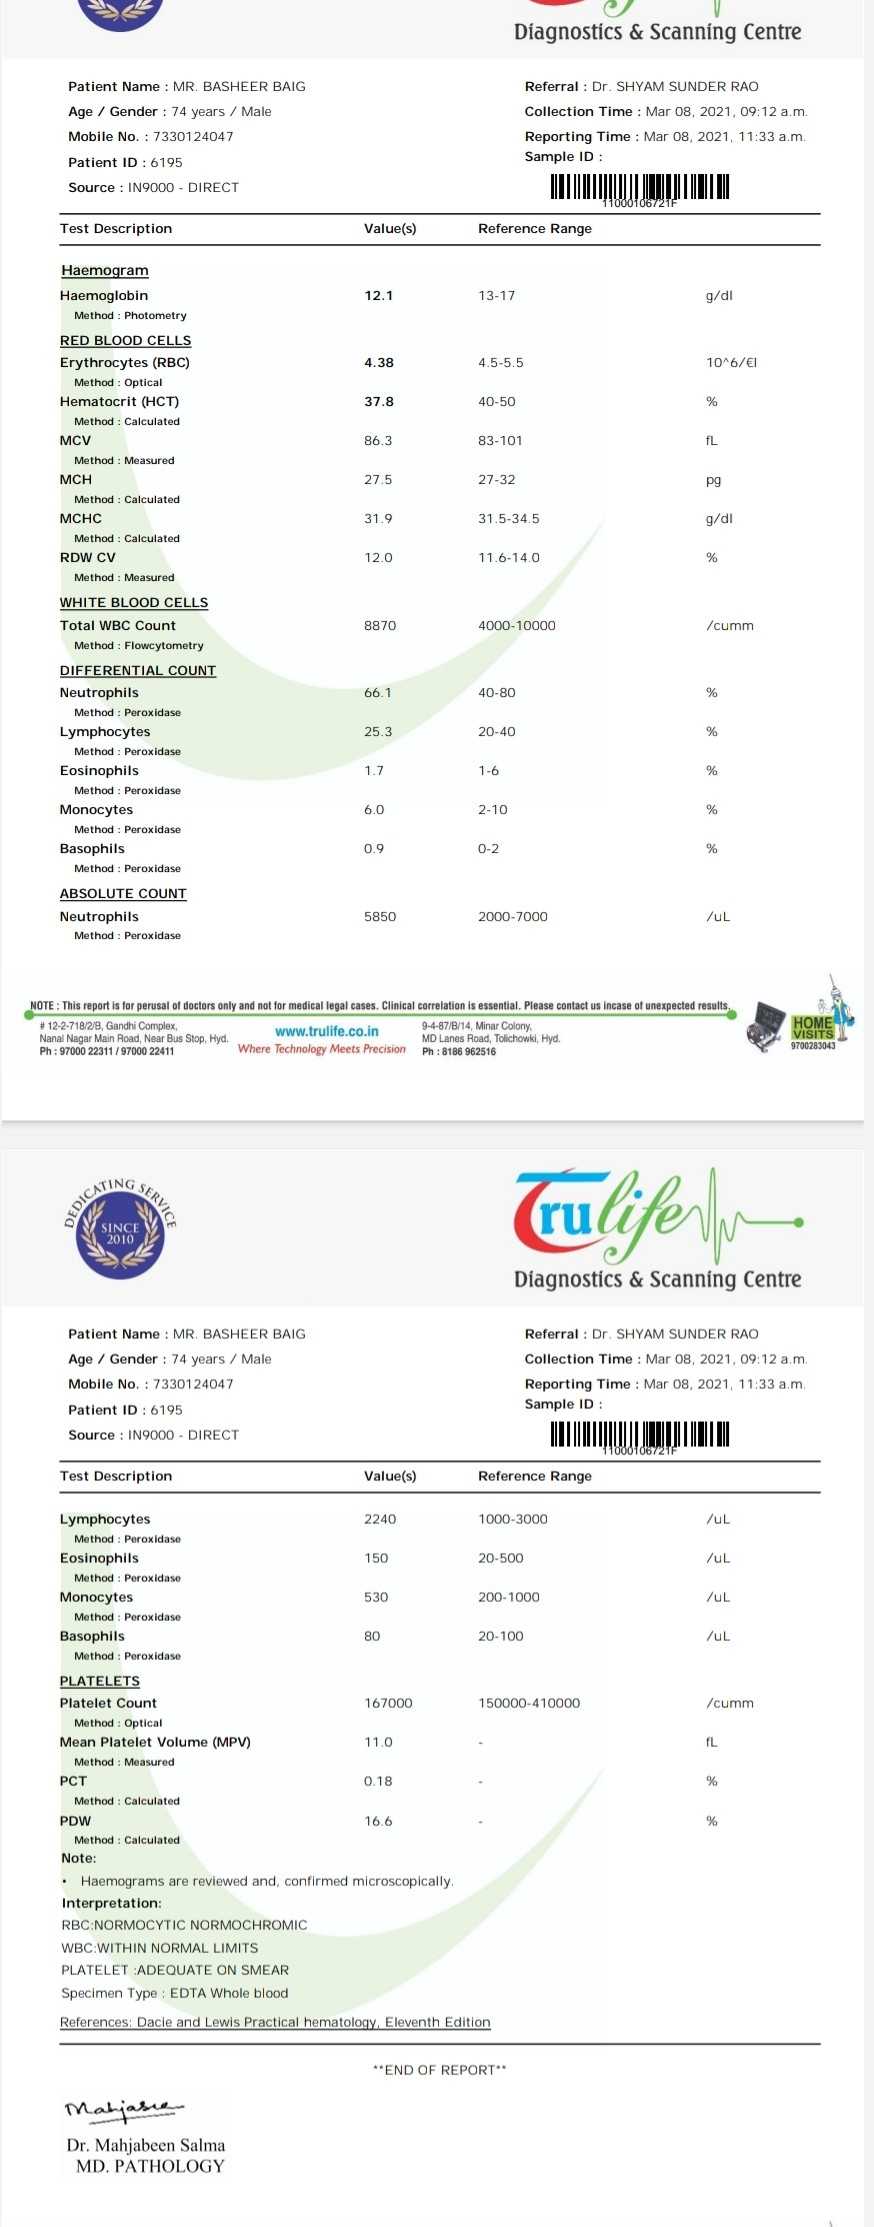 Diagnostics & Scanning Centre
Patient Name : MR. BASHEER BAIG
Age / Gender : 74 years / Male
Mobile No. : 7330124047
Patient ID : 6195
Source : IN9000 - DIRECT
Referral : Dr. SHYAM SUNDER RAO
Collection Time : Mar 08, 2021, 09:12 a.m.
Reporting Time : Mar 08, 2021, 11:33 a.m.
Sample ID :
11000106721F
Test Description Value(s) Reference Range
Haemogram
Haemoglobin 12.1 13-17 g/dl
Method : Photometry
RED BLOOD CELLS
Erythrocytes (RBC) 4.38 4.5-5.5 10^6/€l
Method : Optical
Hematocrit (HCT) 37.8 40-50 %
Method : Calculated
MCV 86.3 83-101 fL
Method : Measured
MCH 27.5 27-32 pg
Method : Calculated
MCHC 31.9 31.5-34.5 g/dl
Method : Calculated
RDW CV 12.0 11.6-14.0 %
Method : Measured
WHITE BLOOD CELLS
Total WBC Count 8870 4000-10000 /cumm
Method : Flowcytometry
DIFFERENTIAL COUNT
Neutrophils 66.1 40-80 %
Method : Peroxidase
Lymphocytes 25.3 20-40 %
Method : Peroxidase
Eosinophils 1.7 1-6 %
Method : Peroxidase
Monocytes 6.0 2-10 %
Method : Peroxidase
Basophils 0.9 0-2 %
Method : Peroxidase
ABSOLUTE COUNT
Neutrophils 5850 2000-7000 /uL
Method : Peroxidase
NOTE : This report is for perusal of doctors only and not for medical legal cases. Clinical correlation is essential. Please contact us incase of unexpected results.
# 12-2-718/2/B, Gandhi Complex,
Nanal Nagar Main Road, Near Bus Stop, Hyd.
Ph : 97000 22311 / 97000 22411
www.trulife.co.in
Where Technology Meets Precision
9-4-87/B/14, Minar Colony,
MD Lanes Road, Tolichowki, Hyd.
Ph : 8186 962516
HOME
VISITS
9700283043
DEDICATING SERVICE
SINCE
2010
Trulife
Diagnostics & Scanning Centre
Patient Name : MR. BASHEER BAIG
Age / Gender : 74 years / Male
Mobile No. : 7330124047
Patient ID : 6195
Source : IN9000 - DIRECT
Referral : Dr. SHYAM SUNDER RAO
Collection Time : Mar 08, 2021, 09:12 a.m.
Reporting Time : Mar 08, 2021, 11:33 a.m.
Sample ID :
11000106721F
Test Description Value(s) Reference Range
Lymphocytes 2240 1000-3000 /uL
Method : Peroxidase
Eosinophils 150 20-500 /uL
Method : Peroxidase
Monocytes 530 200-1000 /uL
Method : Peroxidase
Basophils 80 20-100 /uL
Method : Peroxidase
PLATELETS
Platelet Count 167000 150000-410000 /cumm
Method : Optical
Mean Platelet Volume (MPV) 11.0 - fL
Method : Measured
PCT 0.18 - %
Method : Calculated
PDW 16.6 - %
Method : Calculated
Note:
• Haemograms are reviewed and, confirmed microscopically.
Interpretation:
RBC:NORMOCYTIC NORMOCHROMIC
WBC:WITHIN NORMAL LIMITS
PLATELET :ADEQUATE ON SMEAR
Specimen Type : EDTA Whole blood
References: Dacie and Lewis Practical hematology, Eleventh Edition
**END OF REPORT**
Mahjabeen
Dr. Mahjabeen Salma
MD. PATHOLOGY